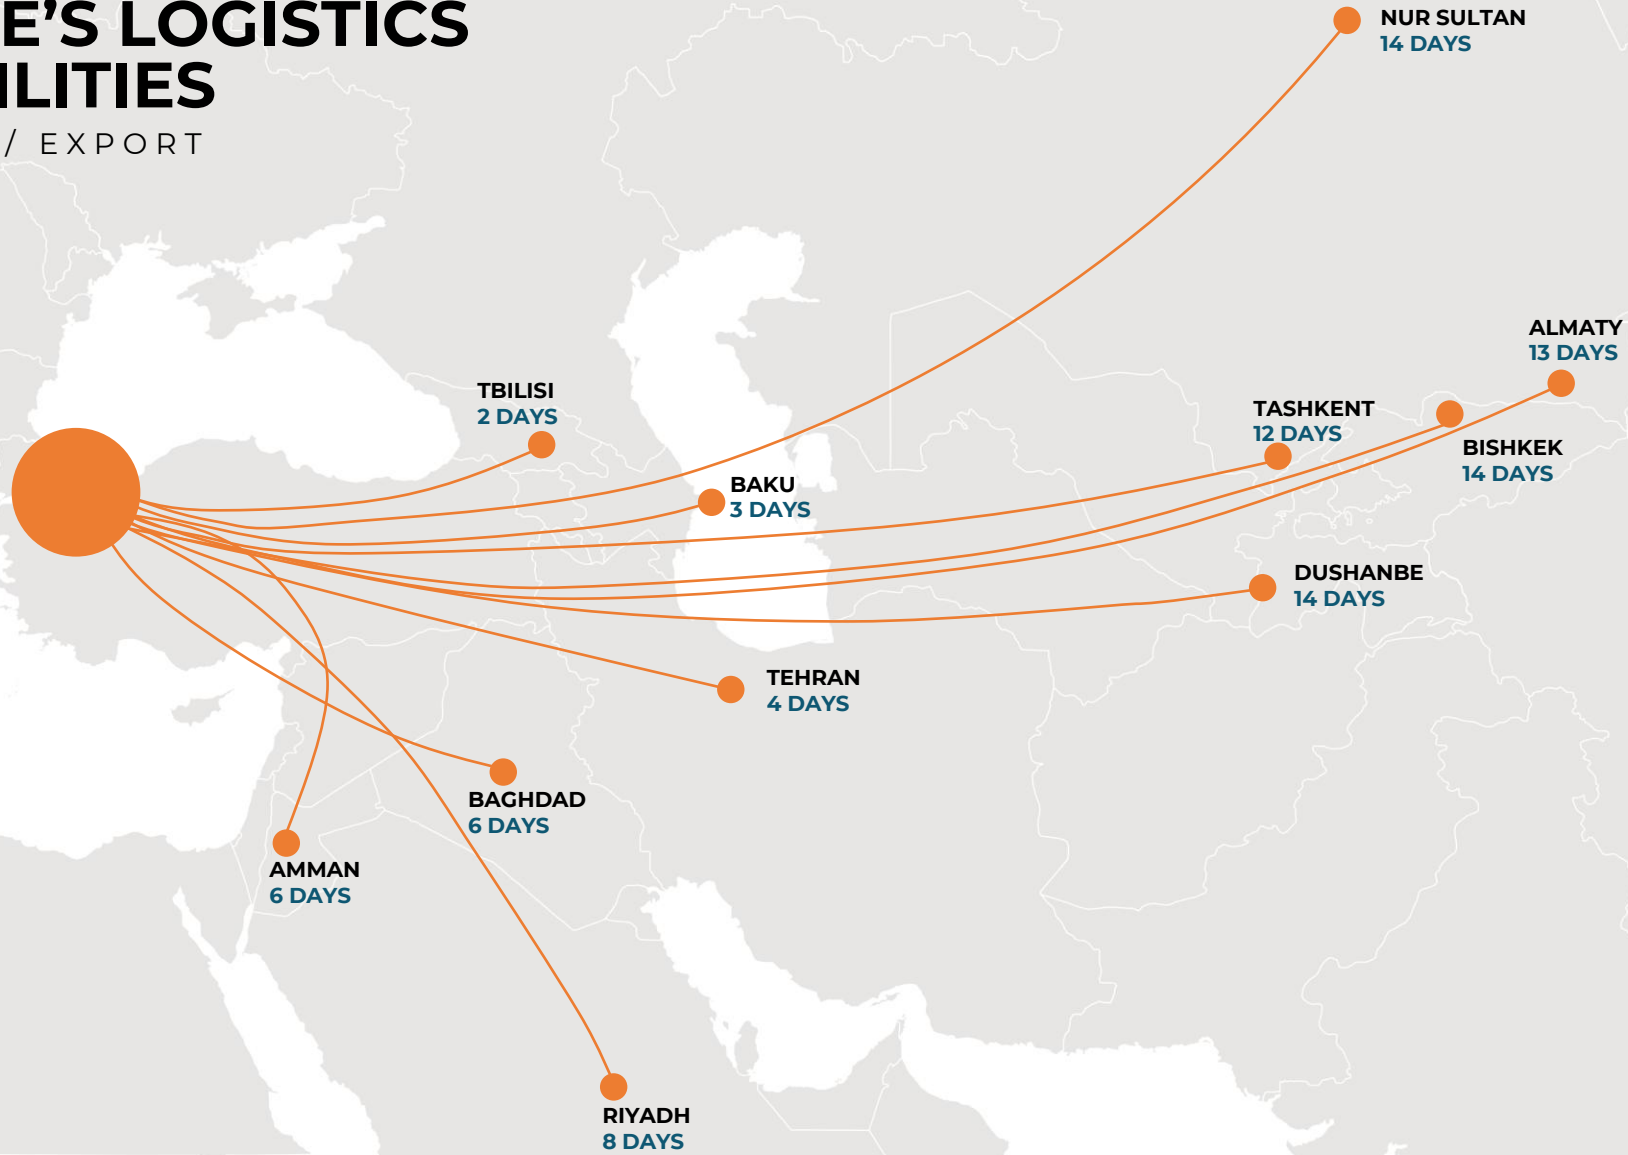 E'S LOGISTICS
ILITIES
/ EXPORT
NUR SULTAN
14 DAYS
ALMATY
13 DAYS
TBILISI
2 DAYS
TASHKENT
12 DAYS
BISHKEK
14 DAYS
BAKU
3 DAYS
DUSHANBE
14 DAYS
TEHRAN
4 DAYS
BAGHDAD
6 DAYS
AMMAN
6 DAYS
RIYADH
8 DAYS